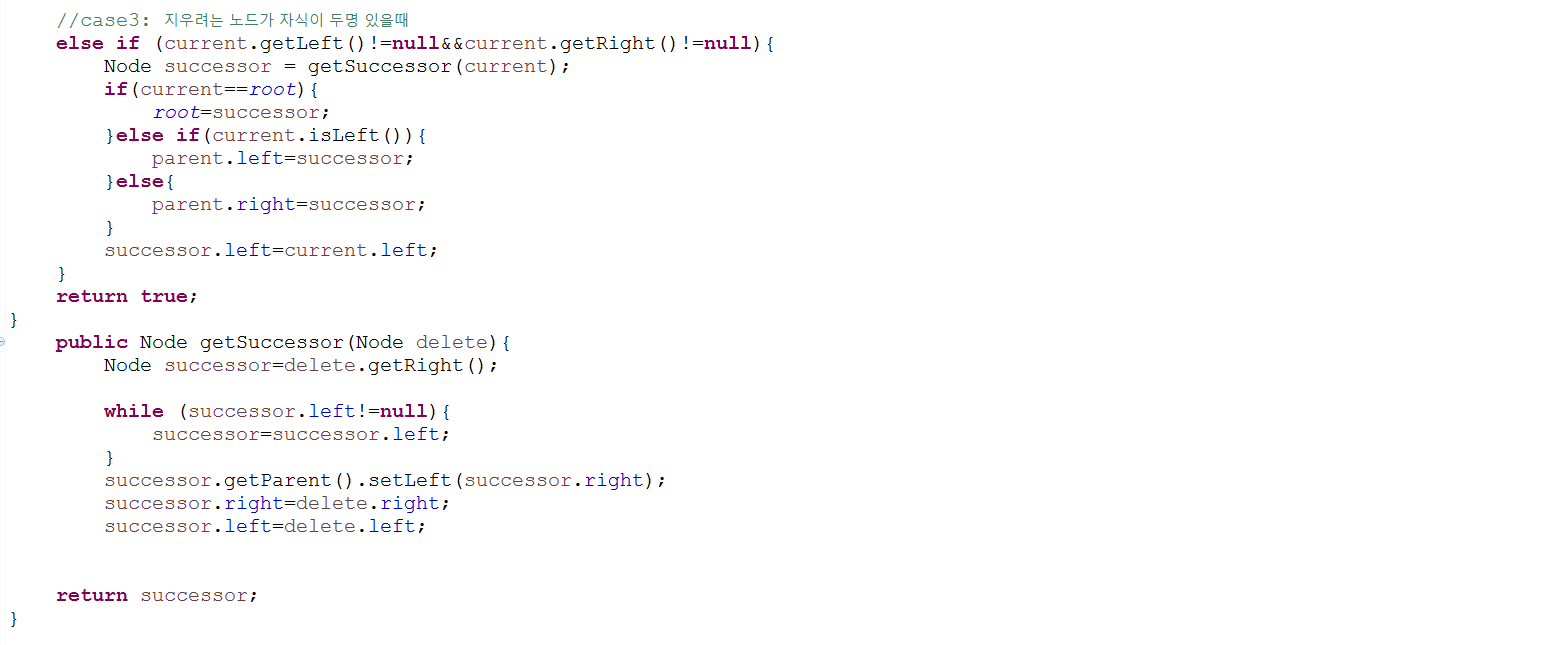 //case3: 지우려는 노드가 자식이 두명 있을때
else if (current.getLeft()!=null&&current.getRight()!=null){
Node successor = getSuccessor(current);
if(current==root){
root=successor;
}else if(current.isLeft()){
parent.left=successor;
}else{
parent.right=successor;
}
successor.left=current.left;
}
return true;
}
public Node getSuccessor(Node delete){
Node successor=delete.getRight();
while (successor.left!=null){
successor=successor.left;
}
successor.getParent().setLeft(successor.right);
successor.right=delete.right;
successor.left=delete.left;
return successor;
}